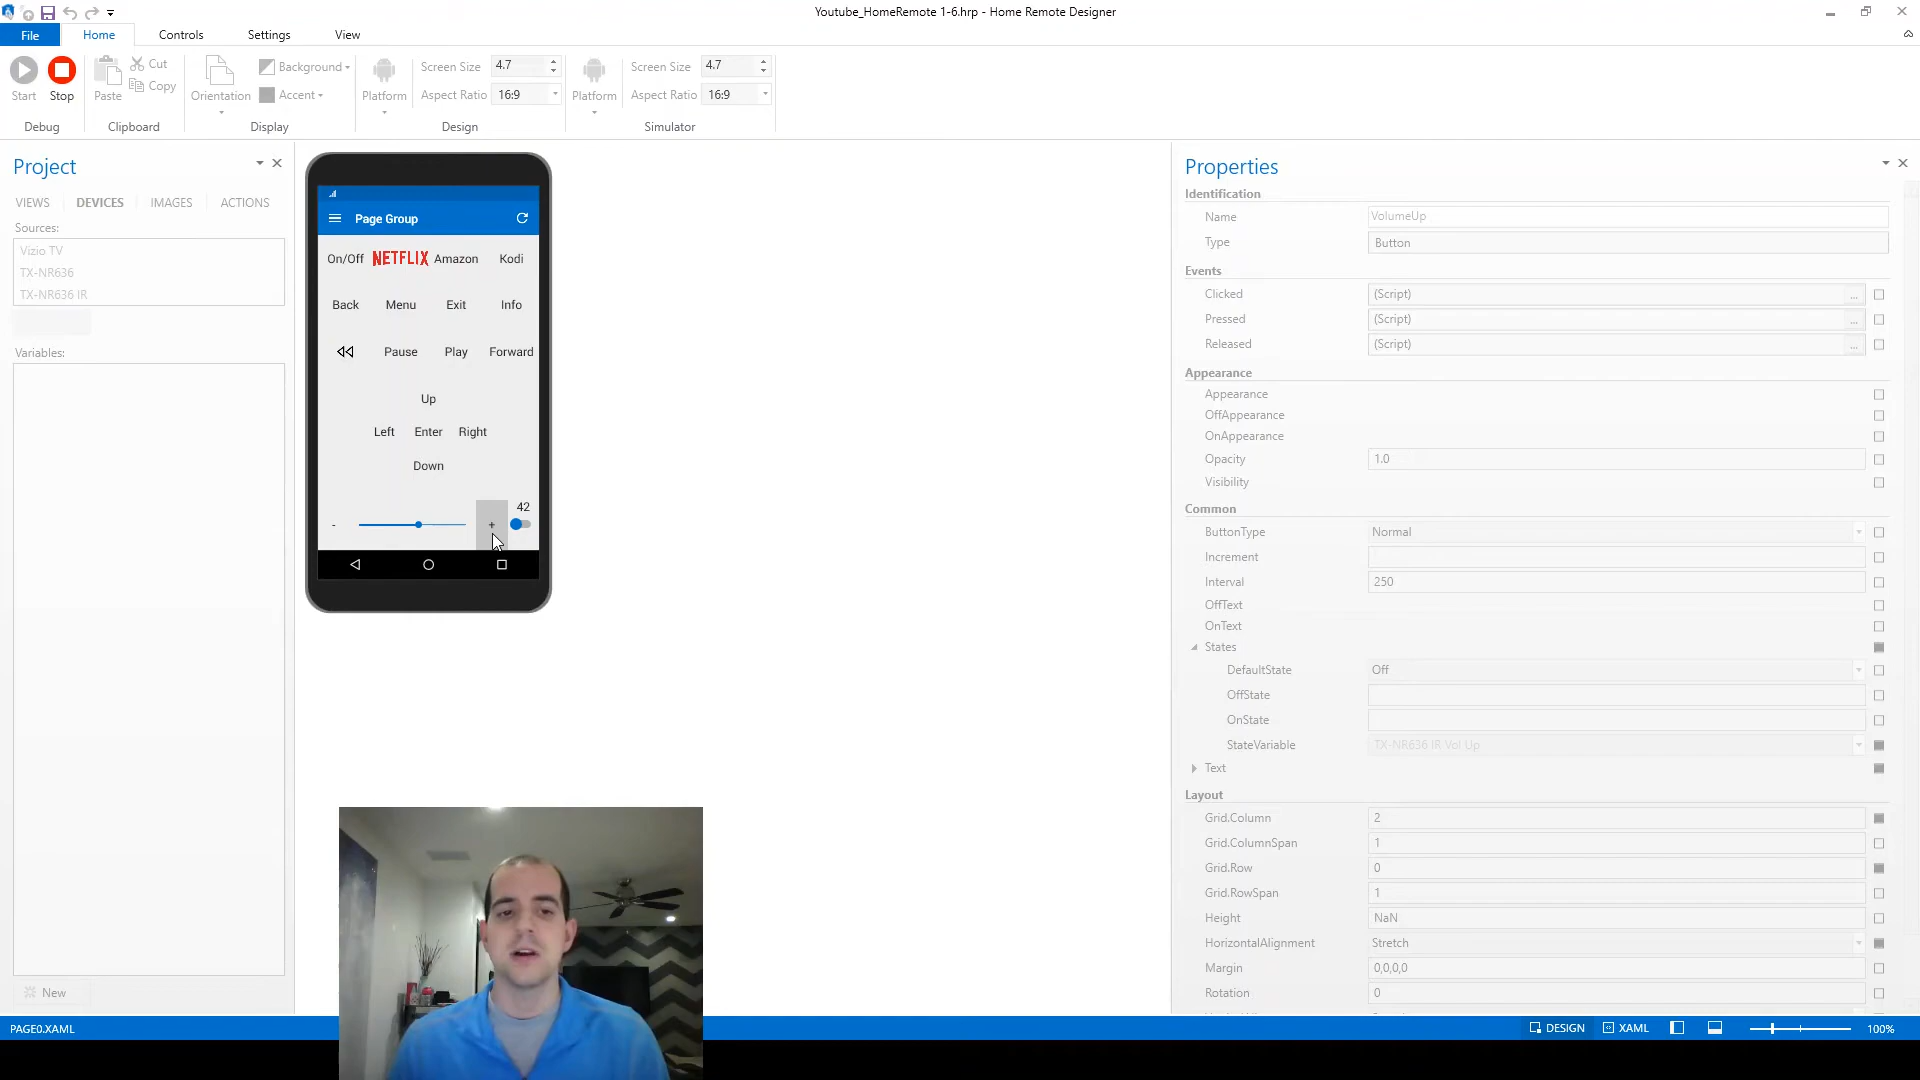 Youtube_HomeRemote 1-6.hrp - Home Remote Designer
File Home Controls Settings View
Start
Stop
Debug
Paste
Cut
Copy
Clipboard
Orientation
Background
Accent
Display
Platform
Screen Size 4.7
Aspect Ratio 16:9
Design
Platform
Screen Size 4.7
Aspect Ratio 16:9
Simulator
Project
VIEWS DEVICES IMAGES ACTIONS
Sources:
Vizio TV
TX-NR636
TX-NR636 IR
Variables:
New
Page Group
On/Off NETFLIX Amazon Kodi
Back Menu Exit Info
Pause Play Forward
Up
Left Enter Right
Down
42
- +
Properties
Identification
Name VolumeUp
Type Button
Events
Clicked (Script) ...
Pressed (Script) ...
Released (Script) ...
Appearance
Appearance
OffAppearance
OnAppearance
Opacity 1.0
Visibility
Common
ButtonType Normal
Increment
Interval 250
OffText
OnText
States
DefaultState Off
OffState
OnState
StateVariable TX-NR636 IR Vol Up
Text
Layout
Grid.Column 2
Grid.ColumnSpan 1
Grid.Row 0
Grid.RowSpan 1
Height NaN
HorizontalAlignment Stretch
Margin 0,0,0,0
Rotation 0
PAGE0.XAML
DESIGN XAML 100%